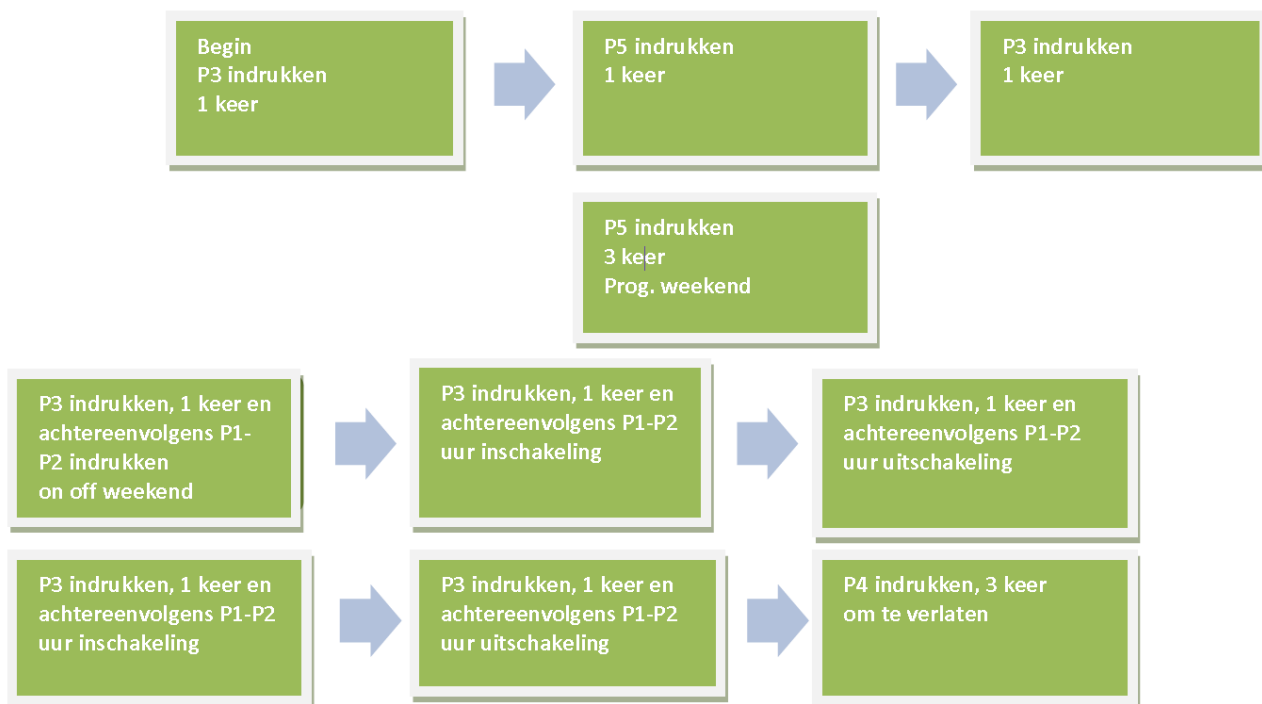 Begin
P3 indrukken
1 keer
P5 indrukken
1 keer
P3 indrukken
1 keer
P5 indrukken
3 keer
Prog. weekend
P3 indrukken, 1 keer en
achtereenvolgens P1-
P2 indrukken
on off weekend
P3 indrukken, 1 keer en
achtereenvolgens P1-P2
uur inschakeling
P3 indrukken, 1 keer en
achtereenvolgens P1-P2
uur uitschakeling
P3 indrukken, 1 keer en
achtereenvolgens P1-P2
uur inschakeling
P3 indrukken, 1 keer en
achtereenvolgens P1-P2
uur uitschakeling
P4 indrukken, 3 keer
om te verlaten